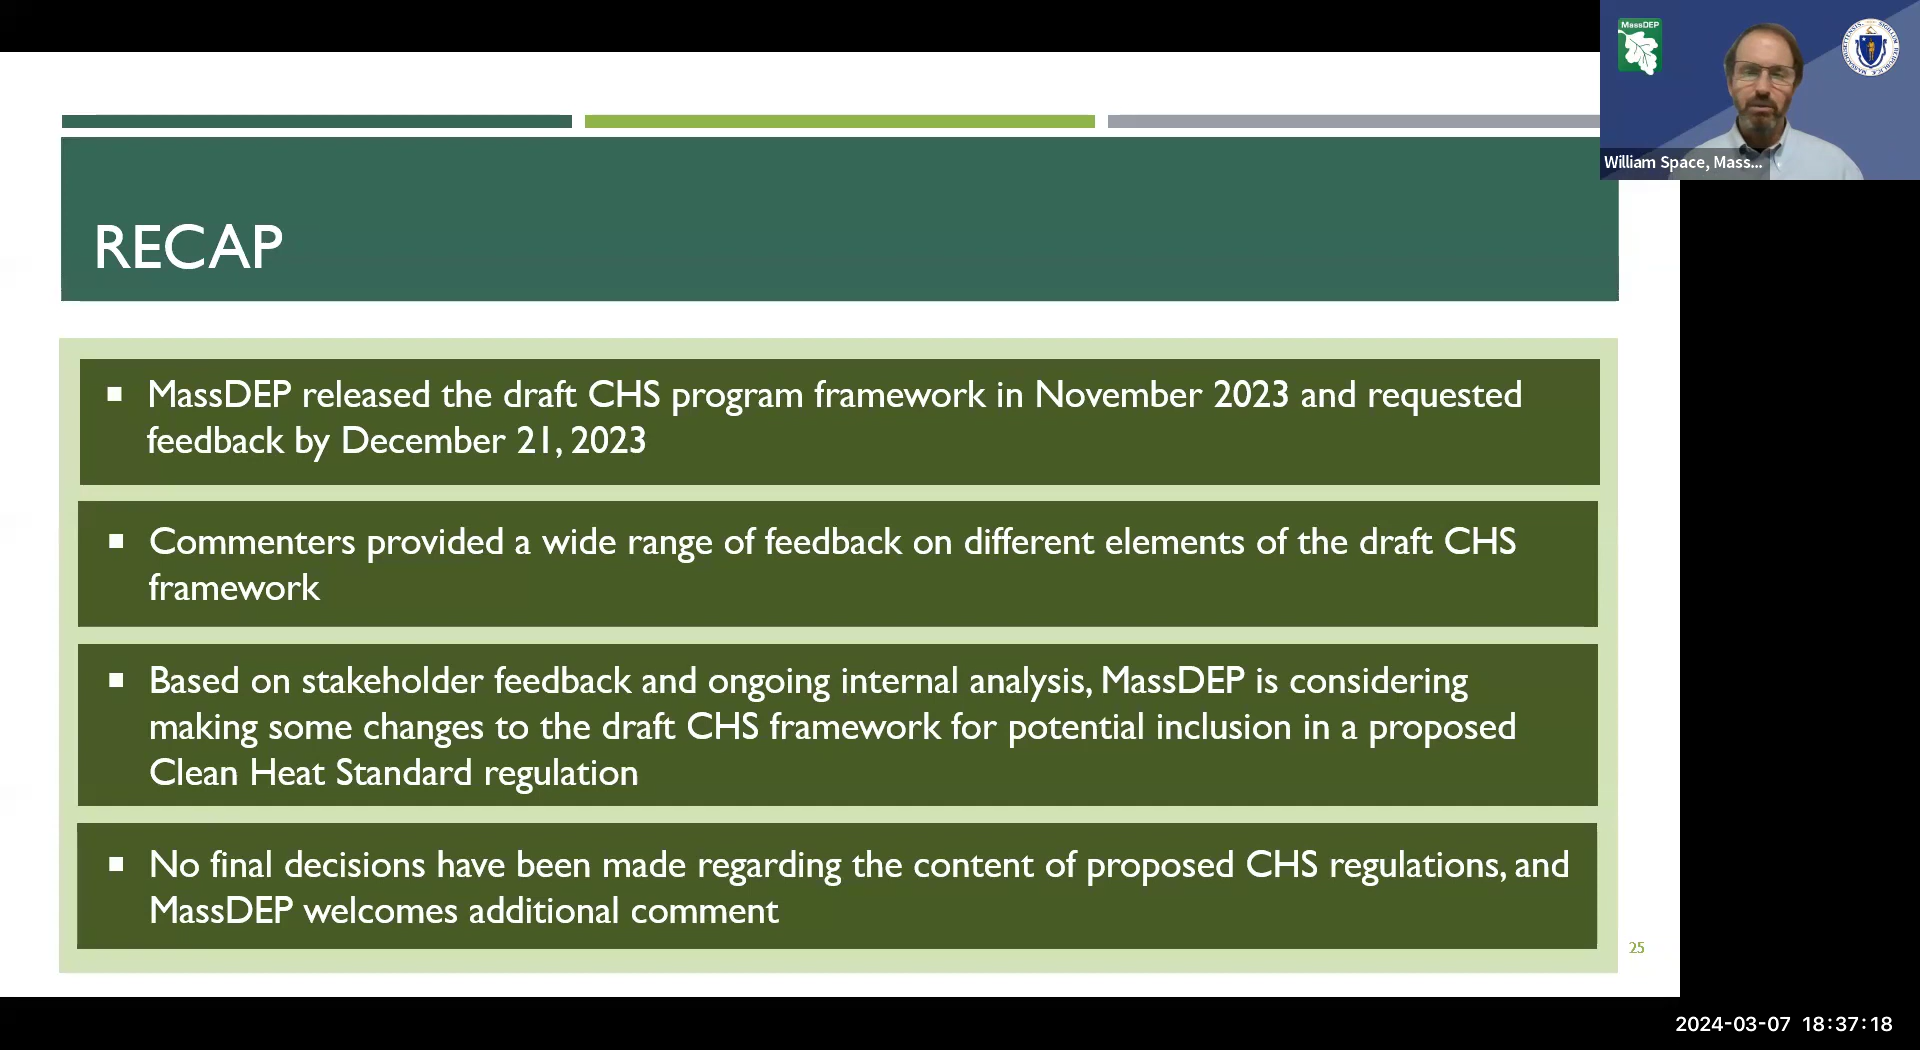 MassDEP
William Space, Mass...
RECAP
MassDEP released the draft CHS program framework in November 2023 and requested
feedback by December 21, 2023
Commenters provided a wide range of feedback on different elements of the draft CHS
framework
Based on stakeholder feedback and ongoing internal analysis, MassDEP is considering
making some changes to the draft CHS framework for potential inclusion in a proposed
Clean Heat Standard regulation
No final decisions have been made regarding the content of proposed CHS regulations, and
MassDEP welcomes additional comment
25
2024-03-07 18:37:18